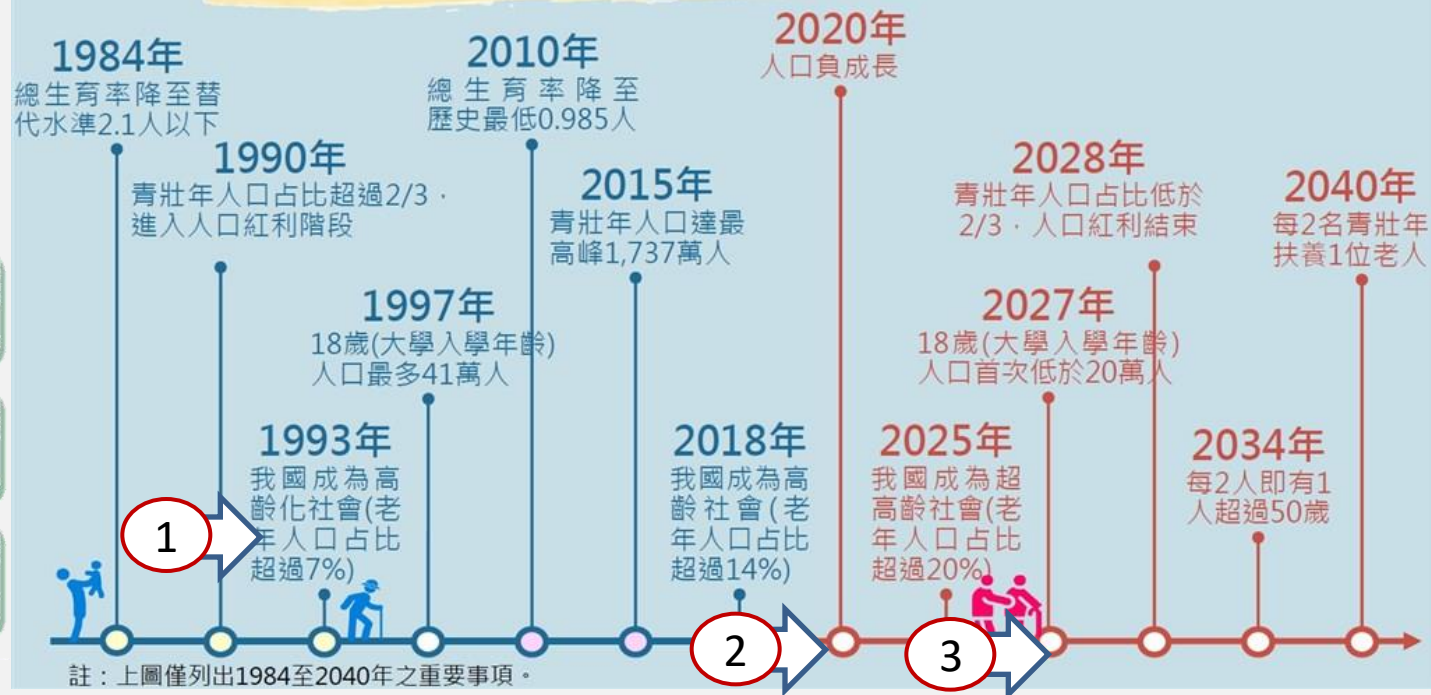 1984年
總生育率降至替
代水準2.1人以下
1990年
青壯年人口占比超過2/3，
進入人口紅利階段
1993年
我國成為高
齡化社會(老
年人口占比
超過7%)
1997年
18歲(大學入學年齡)
人口最多41萬人
2010年
總生育率降至
歷史最低0.985人
2015年
青壯年人口達最
高峰1,737萬人
2018年
我國成為高
齡社會(老
年人口占比
超過14%)
2020年
人口負成長
2025年
我國成為超
高齡社會(老
年人口占比
超過20%)
2027年
18歲(大學入學年齡)
人口首次低於20萬人
2028年
青壯年人口占比低於
2/3，人口紅利結束
2034年
每2人即有1
人超過50歲
2040年
每2名青壯年
扶養1位老人
1
2
3
註：上圖僅列出1984至2040年之重要事項。